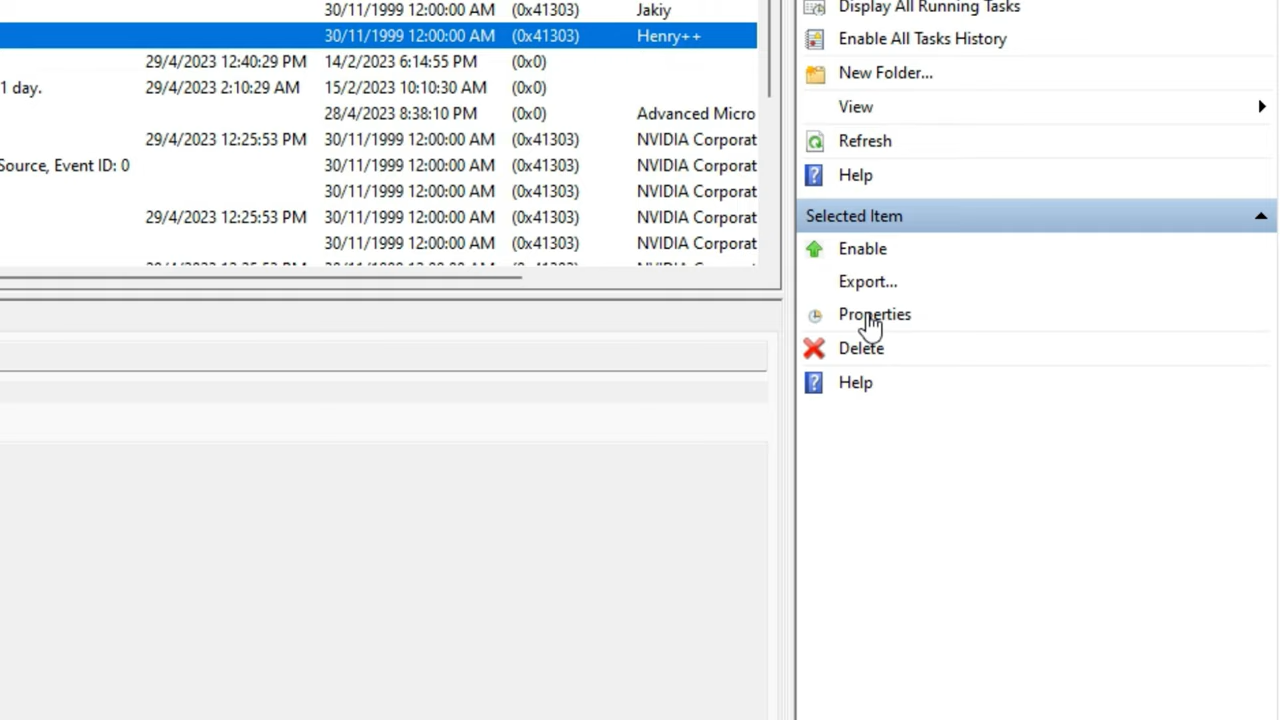 30/11/1999 12:00:00 AM (0x41303) Jakiy
30/11/1999 12:00:00 AM (0x41303) Henry++
29/4/2023 12:40:29 PM 14/2/2023 6:14:55 PM (0x0)
1 day. 29/4/2023 2:10:29 AM 15/2/2023 10:10:30 AM (0x0)
28/4/2023 8:38:10 PM (0x0) Advanced Micro
29/4/2023 12:25:53 PM 30/11/1999 12:00:00 AM (0x41303) NVIDIA Corporat
Source, Event ID: 0 30/11/1999 12:00:00 AM (0x41303) NVIDIA Corporat
30/11/1999 12:00:00 AM (0x41303) NVIDIA Corporat
29/4/2023 12:25:53 PM 30/11/1999 12:00:00 AM (0x41303) NVIDIA Corporat
30/11/1999 12:00:00 AM (0x41303) NVIDIA Corporat
Display All Running Tasks
Enable All Tasks History
New Folder...
View
Refresh
Help
Selected Item
Enable
Export...
Properties
Delete
Help